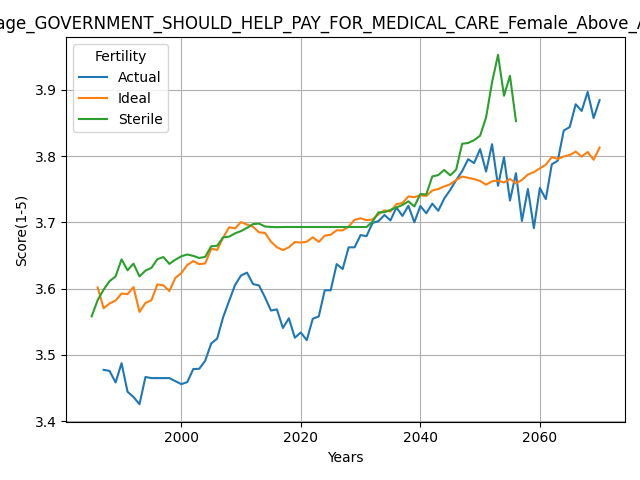 age_GOVERNMENT_SHOULD_HELP_PAY_FOR_MEDICAL_CARE_Female_Above_A
Fertility
Actual
Ideal
Sterile
Score(1-5)
3.9
3.8
3.7
3.6
3.5
3.4
2000 2020 2040 2060
Years